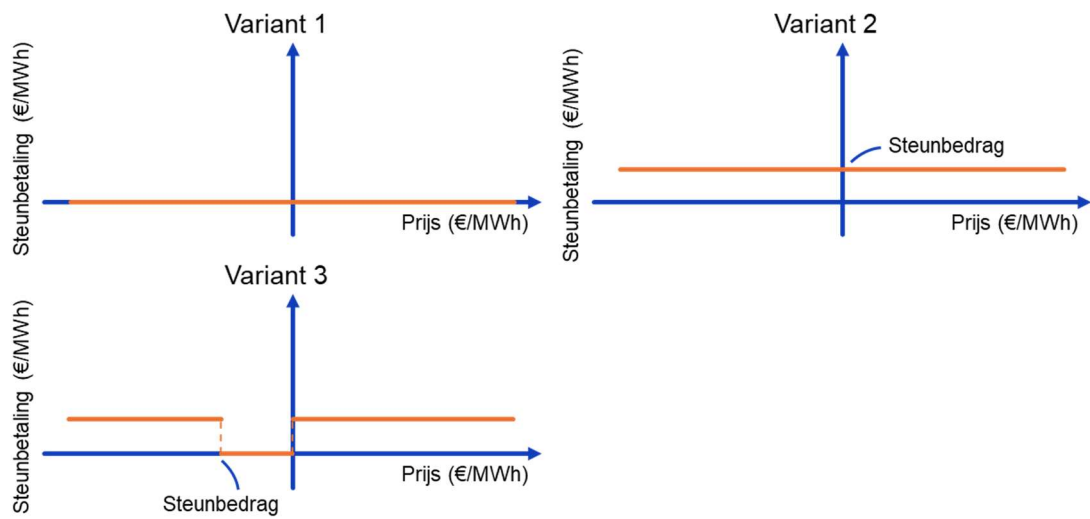 Variant 1
Steunbetaling (€/MWh)
Prijs (€/MWh)
Variant 2
Steunbetaling (€/MWh)
Steunbedrag
Prijs (€/MWh)
Variant 3
Steunbetaling (€/MWh)
Prijs (€/MWh)
Steunbedrag